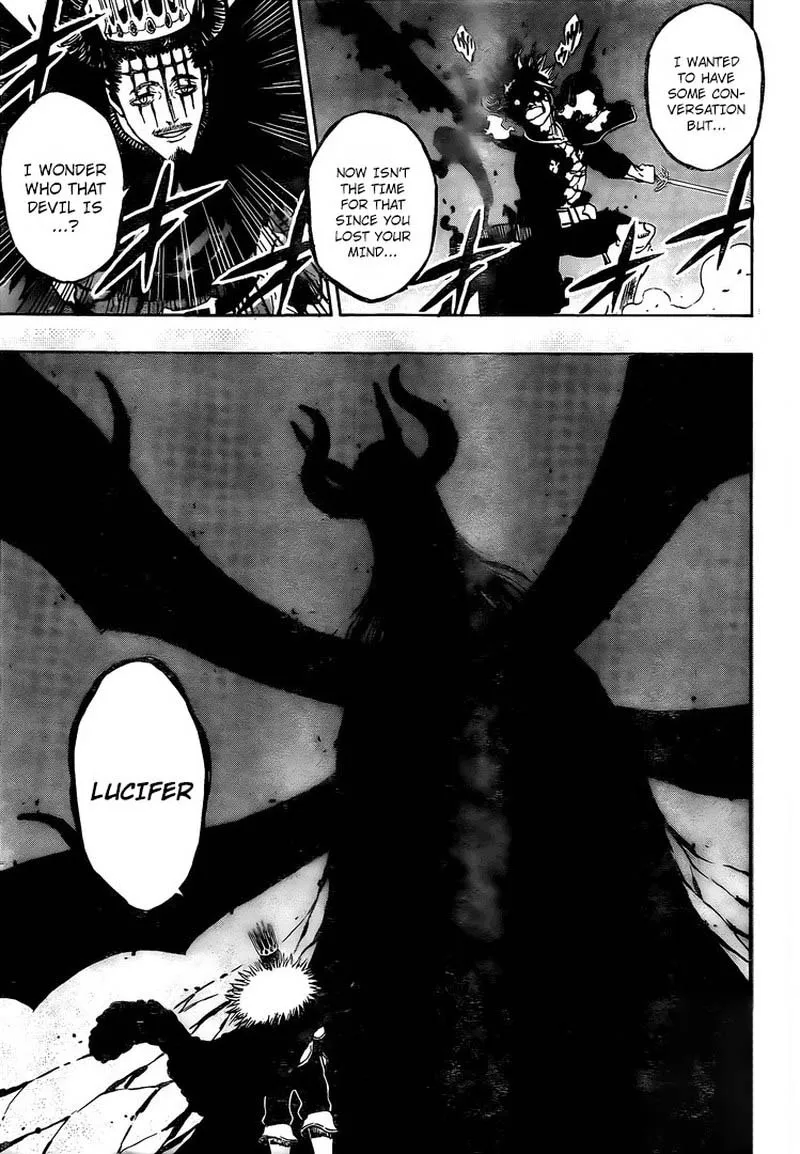 I WANTED
TO HAVE
SOME CON-
VERSATION
BUT...
NOW ISN'T
THE TIME
FOR THAT
SINCE YOU
LOST YOUR
MIND...
I WONDER
WHO THAT
DEVIL IS
...?
LUCIFER